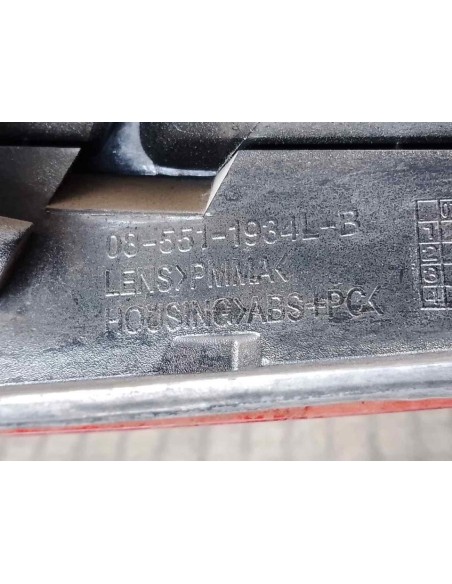 08-551-1934L-B
LENS>PMMA<
HOUSING>ABS+PC<